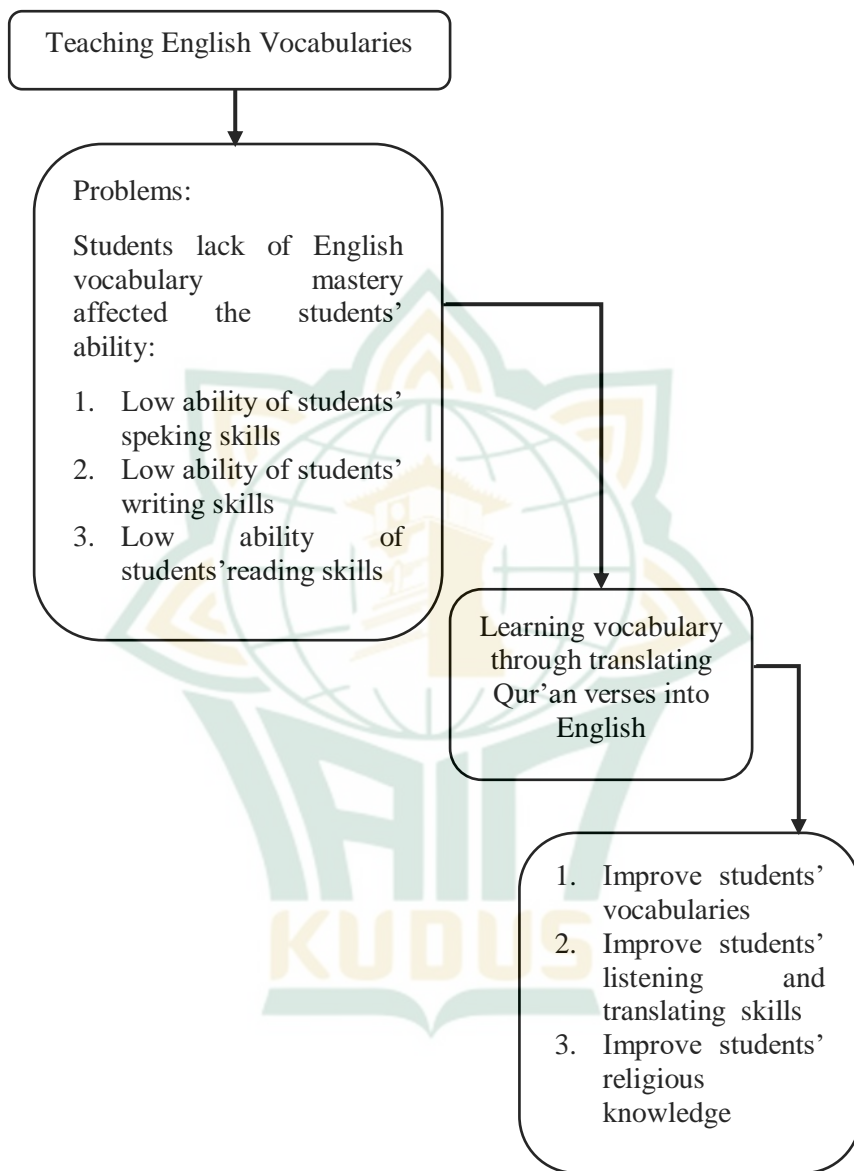 Teaching English Vocabularies
Problems:
Students lack of English
vocabulary mastery
affected the students’
ability:
1. Low ability of students’
speking skills
2. Low ability of students’
writing skills
3. Low ability of
students’reading skills
Learning vocabulary
through translating
Qur’an verses into
English
1. Improve students’
vocabularies
2. Improve students’
listening and
translating skills
3. Improve students’
religious
knowledge
IAIN
KUDUS